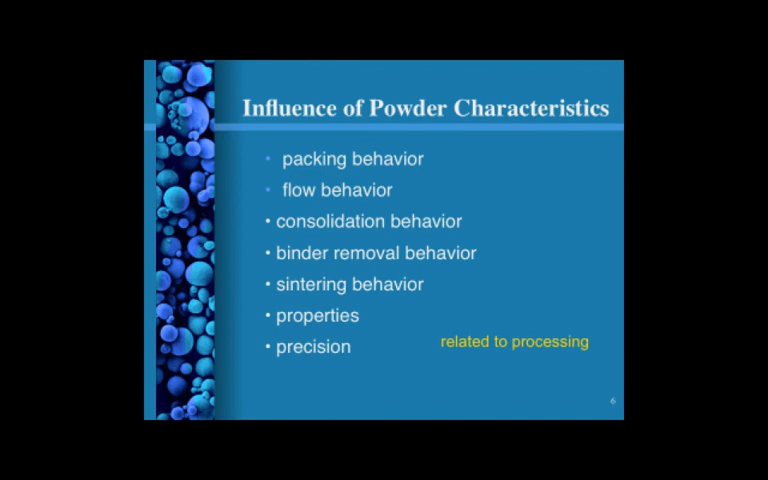 Influence of Powder Characteristics
• packing behavior
• flow behavior
• consolidation behavior
• binder removal behavior
• sintering behavior
• properties
• precision
related to processing
6